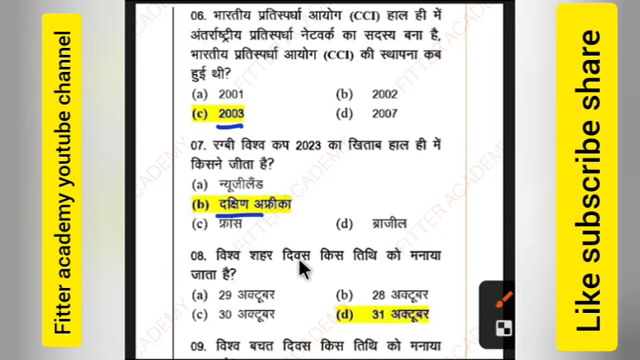 Fitter academy youtube channel
06. भारतीय प्रतिस्पर्धा आयोग (CCI) हाल ही में
अंतर्राष्ट्रीय प्रतिस्पर्धा नेटवर्क का सदस्य बना है,
भारतीय प्रतिस्पर्धा आयोग (CCI) की स्थापना कब
हुई थी?
(a) 2001 (b) 2002
(c) 2003 (d) 2007
07. रग्बी विश्व कप 2023 का खिताब हाल ही में
किसने जीता है?
(a) न्यूजीलैंड
(b) दक्षिण अफ्रीका
(c) फ्रांस (d) ब्राजील
08. विश्व शहर दिवस किस तिथि को मनाया
जाता है?
(a) 29 अक्टूबर (b) 28 अक्टूबर
(c) 30 अक्टूबर (d) 31 अक्टूबर
09. विश्व बचत दिवस किस तिथि को मनाया
Like subscribe share
FITTER ACADEMY